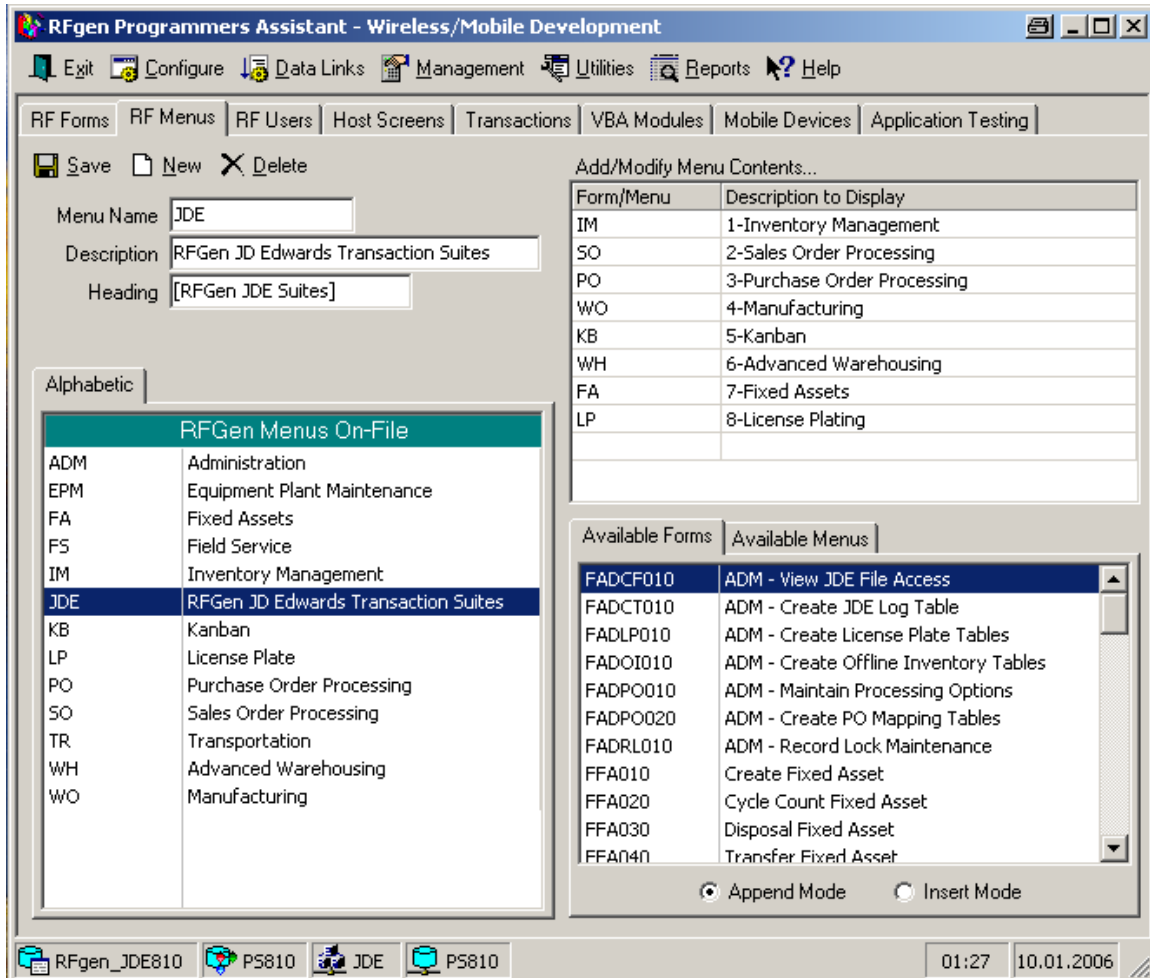 RFgen Programmers Assistant - Wireless/Mobile Development
Exit Configure Data Links Management Utilities Reports Help
RF Forms RF Menus RF Users Host Screens Transactions VBA Modules Mobile Devices Application Testing
Save New Delete
Menu Name JDE
Description RFGen JD Edwards Transaction Suites
Heading [RFGen JDE Suites]
Add/Modify Menu Contents...
Form/Menu Description to Display
IM 1-Inventory Management
SO 2-Sales Order Processing
PO 3-Purchase Order Processing
WO 4-Manufacturing
KB 5-Kanban
WH 6-Advanced Warehousing
FA 7-Fixed Assets
LP 8-License Plating
Alphabetic
RFGen Menus On-File
ADM Administration
EPM Equipment Plant Maintenance
FA Fixed Assets
FS Field Service
IM Inventory Management
JDE RFGen JD Edwards Transaction Suites
KB Kanban
LP License Plate
PO Purchase Order Processing
SO Sales Order Processing
TR Transportation
WH Advanced Warehousing
WO Manufacturing
Available Forms Available Menus
FADCF010 ADM - View JDE File Access
FADCT010 ADM - Create JDE Log Table
FADLP010 ADM - Create License Plate Tables
FADOI010 ADM - Create Offline Inventory Tables
FADPO010 ADM - Maintain Processing Options
FADPO020 ADM - Create PO Mapping Tables
FADRL010 ADM - Record Lock Maintenance
FFA010 Create Fixed Asset
FFA020 Cycle Count Fixed Asset
FFA030 Disposal Fixed Asset
FFA040 Transfer Fixed Asset
Append Mode Insert Mode
RFgen_JDE810 PS810 JDE PS810 01:27 10.01.2006